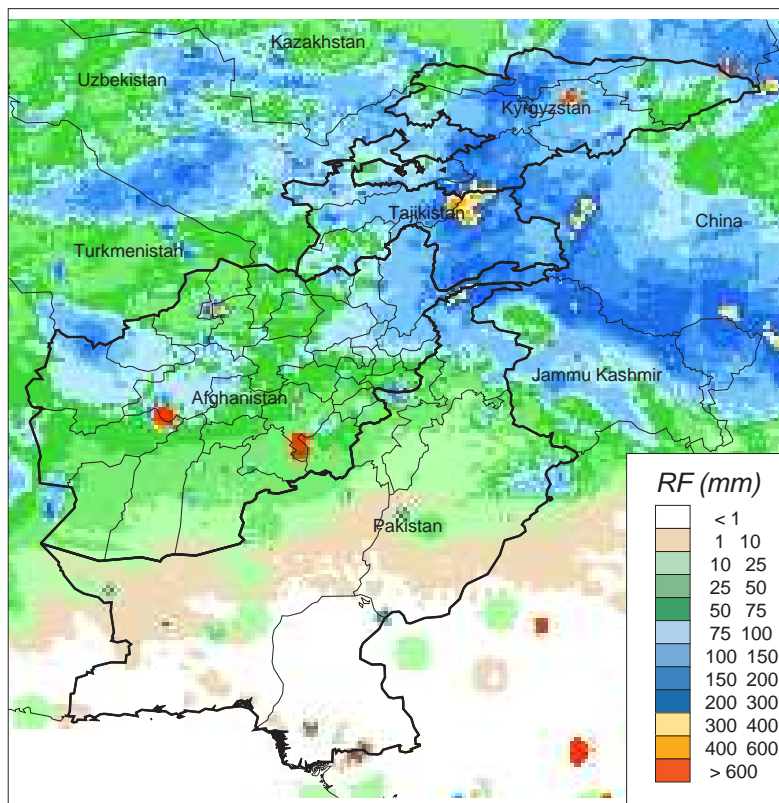 Kazakhstan
Uzbekistan
Kyrgyzstan
Tajikistan
China
Turkmenistan
Jammu Kashmir
Afghanistan
Pakistan
RF (mm)
< 1
1 10
10 25
25 50
50 75
75 100
100 150
150 200
200 300
300 400
400 600
> 600